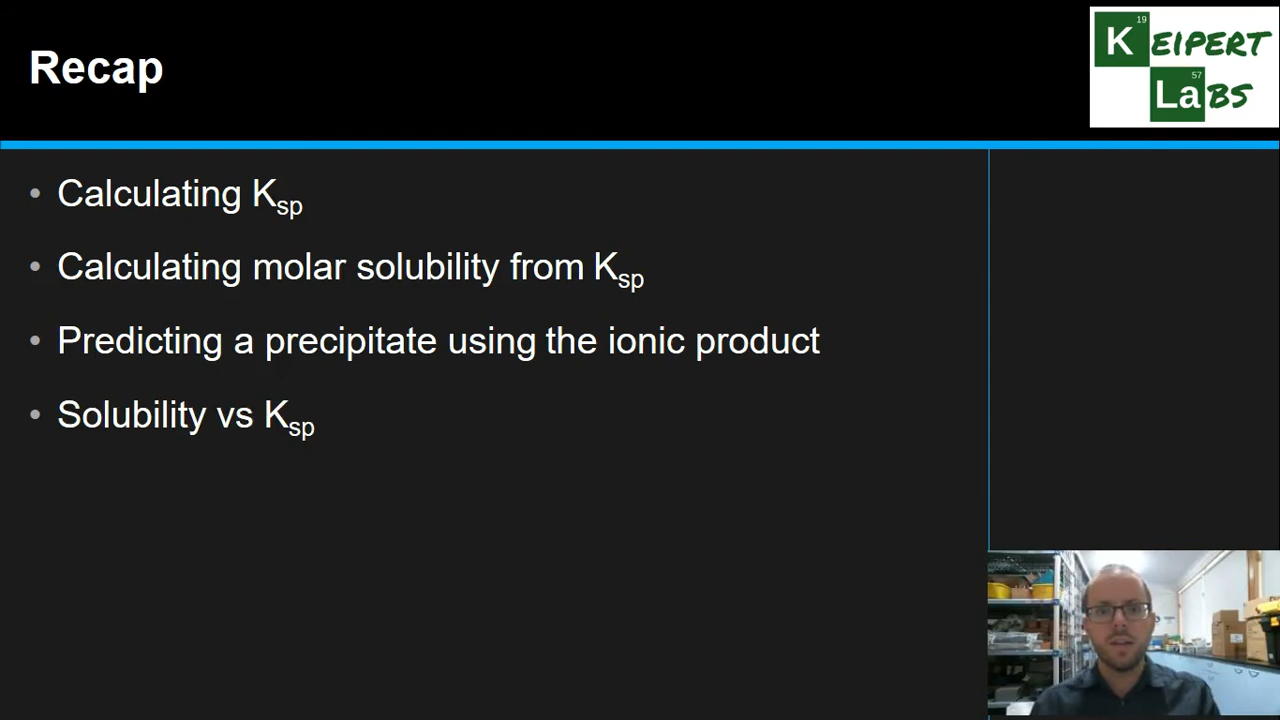 Recap
19
KEIPERT
57
LaBS
• Calculating Ksp
• Calculating molar solubility from Ksp
• Predicting a precipitate using the ionic product
• Solubility vs Ksp